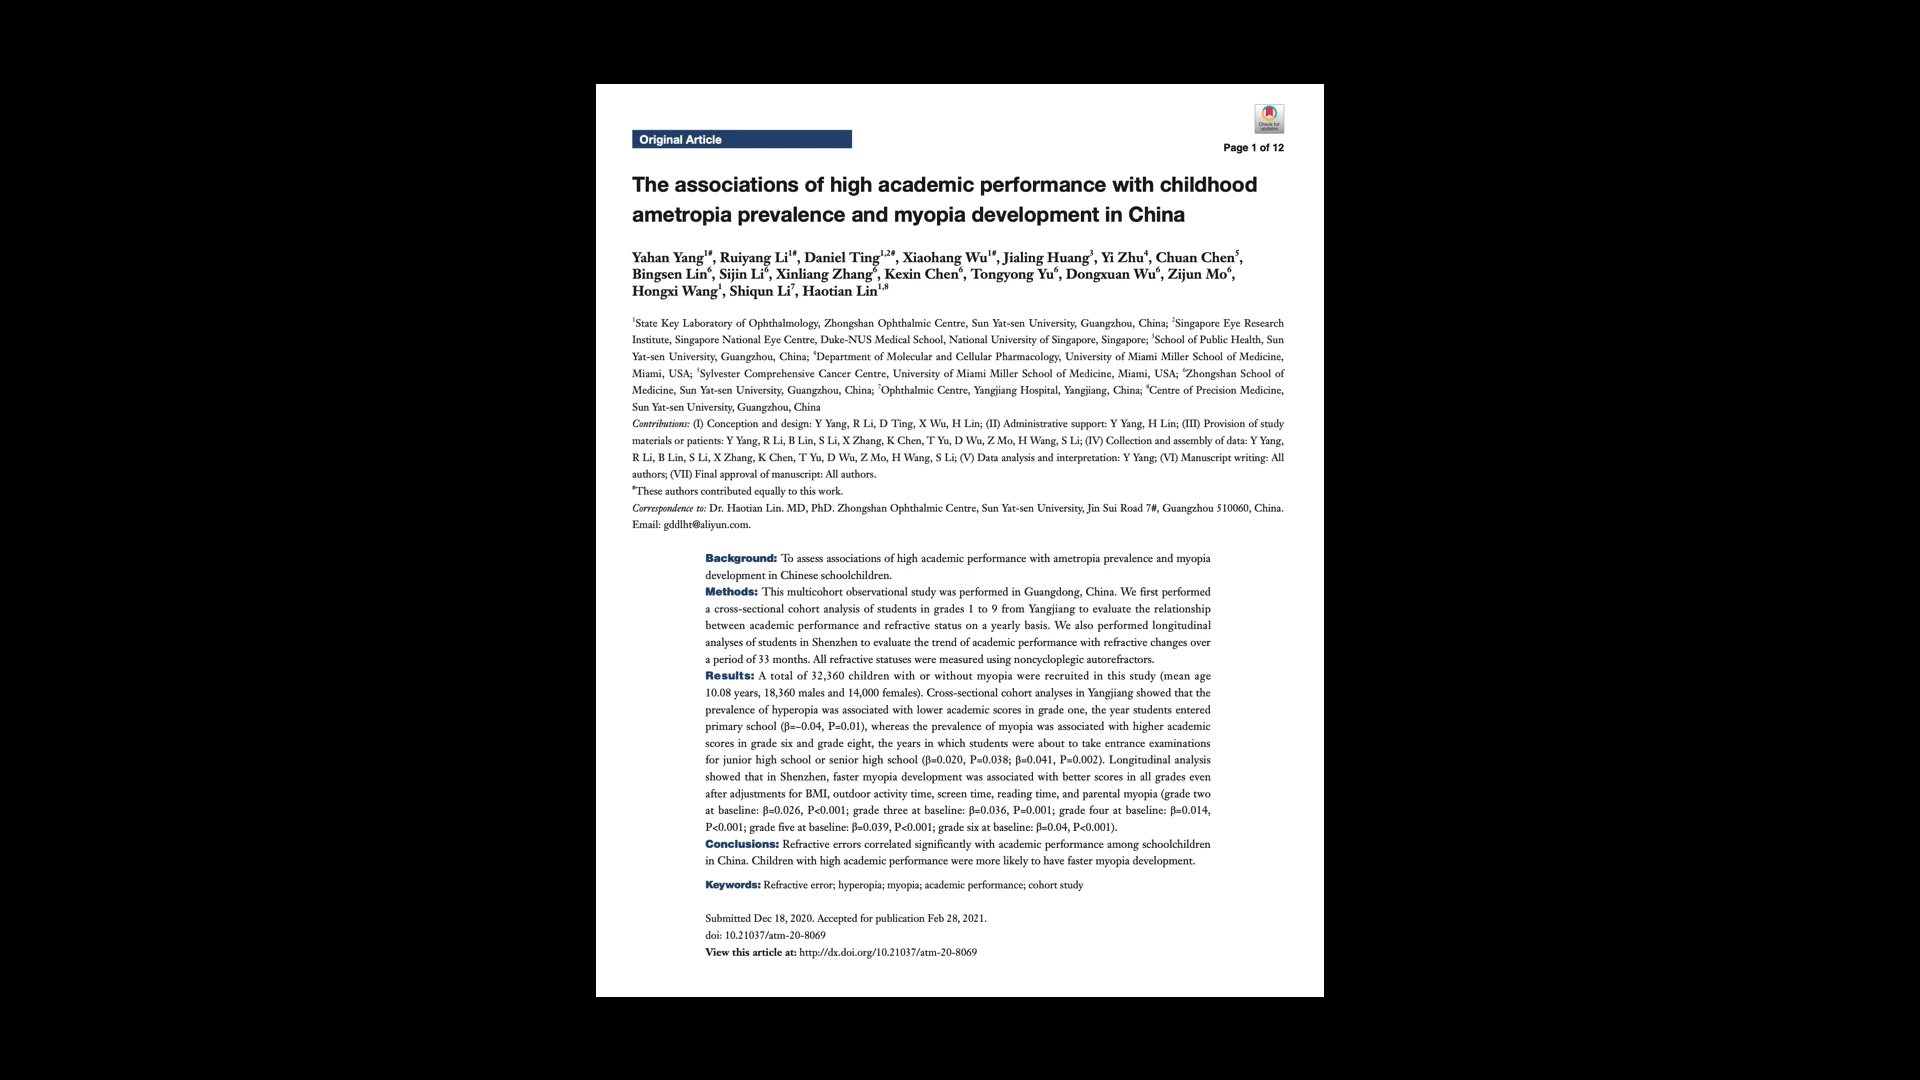 Check for
updates
Original Article
Page 1 of 12
The associations of high academic performance with childhood
ametropia prevalence and myopia development in China
Yahan Yang1#, Ruiyang Li1#, Daniel Ting1,2#, Xiaohang Wu1#, Jialing Huang3, Yi Zhu4, Chuan Chen5,
Bingsen Lin6, Sijin Li6, Xinliang Zhang6, Kexin Chen6, Tongyong Yu6, Dongxuan Wu6, Zijun Mo6,
Hongxi Wang1, Shiqun Li7, Haotian Lin1,8
1State Key Laboratory of Ophthalmology, Zhongshan Ophthalmic Centre, Sun Yat-sen University, Guangzhou, China; 2Singapore Eye Research
Institute, Singapore National Eye Centre, Duke-NUS Medical School, National University of Singapore, Singapore; 3School of Public Health, Sun
Yat-sen University, Guangzhou, China; 4Department of Molecular and Cellular Pharmacology, University of Miami Miller School of Medicine,
Miami, USA; 5Sylvester Comprehensive Cancer Centre, University of Miami Miller School of Medicine, Miami, USA; 6Zhongshan School of
Medicine, Sun Yat-sen University, Guangzhou, China; 7Ophthalmic Centre, Yangjiang Hospital, Yangjiang, China; 8Centre of Precision Medicine,
Sun Yat-sen University, Guangzhou, China
Contributions: (I) Conception and design: Y Yang, R Li, D Ting, X Wu, H Lin; (II) Administrative support: Y Yang, H Lin; (III) Provision of study
materials or patients: Y Yang, R Li, B Lin, S Li, X Zhang, K Chen, T Yu, D Wu, Z Mo, H Wang, S Li; (IV) Collection and assembly of data: Y Yang,
R Li, B Lin, S Li, X Zhang, K Chen, T Yu, D Wu, Z Mo, H Wang, S Li; (V) Data analysis and interpretation: Y Yang; (VI) Manuscript writing: All
authors; (VII) Final approval of manuscript: All authors.
#These authors contributed equally to this work.
Correspondence to: Dr. Haotian Lin. MD, PhD. Zhongshan Ophthalmic Centre, Sun Yat-sen University, Jin Sui Road 7#, Guangzhou 510060, China.
Email: gddlht@aliyun.com.
Background: To assess associations of high academic performance with ametropia prevalence and myopia
development in Chinese schoolchildren.
Methods: This multicohort observational study was performed in Guangdong, China. We first performed
a cross-sectional cohort analysis of students in grades 1 to 9 from Yangjiang to evaluate the relationship
between academic performance and refractive status on a yearly basis. We also performed longitudinal
analyses of students in Shenzhen to evaluate the trend of academic performance with refractive changes over
a period of 33 months. All refractive statuses were measured using noncycloplegic autorefractors.
Results: A total of 32,360 children with or without myopia were recruited in this study (mean age
10.08 years, 18,360 males and 14,000 females). Cross-sectional cohort analyses in Yangjiang showed that the
prevalence of hyperopia was associated with lower academic scores in grade one, the year students entered
primary school (β=–0.04, P=0.01), whereas the prevalence of myopia was associated with higher academic
scores in grade six and grade eight, the years in which students were about to take entrance examinations
for junior high school or senior high school (β=0.020, P=0.038; β=0.041, P=0.002). Longitudinal analysis
showed that in Shenzhen, faster myopia development was associated with better scores in all grades even
after adjustments for BMI, outdoor activity time, screen time, reading time, and parental myopia (grade two
at baseline: β=0.026, P<0.001; grade three at baseline: β=0.036, P=0.001; grade four at baseline: β=0.014,
P<0.001; grade five at baseline: β=0.039, P<0.001; grade six at baseline: β=0.04, P<0.001).
Conclusions: Refractive errors correlated significantly with academic performance among schoolchildren
in China. Children with high academic performance were more likely to have faster myopia development.
Keywords: Refractive error; hyperopia; myopia; academic performance; cohort study
Submitted Dec 18, 2020. Accepted for publication Feb 28, 2021.
doi: 10.21037/atm-20-8069
View this article at: http://dx.doi.org/10.21037/atm-20-8069